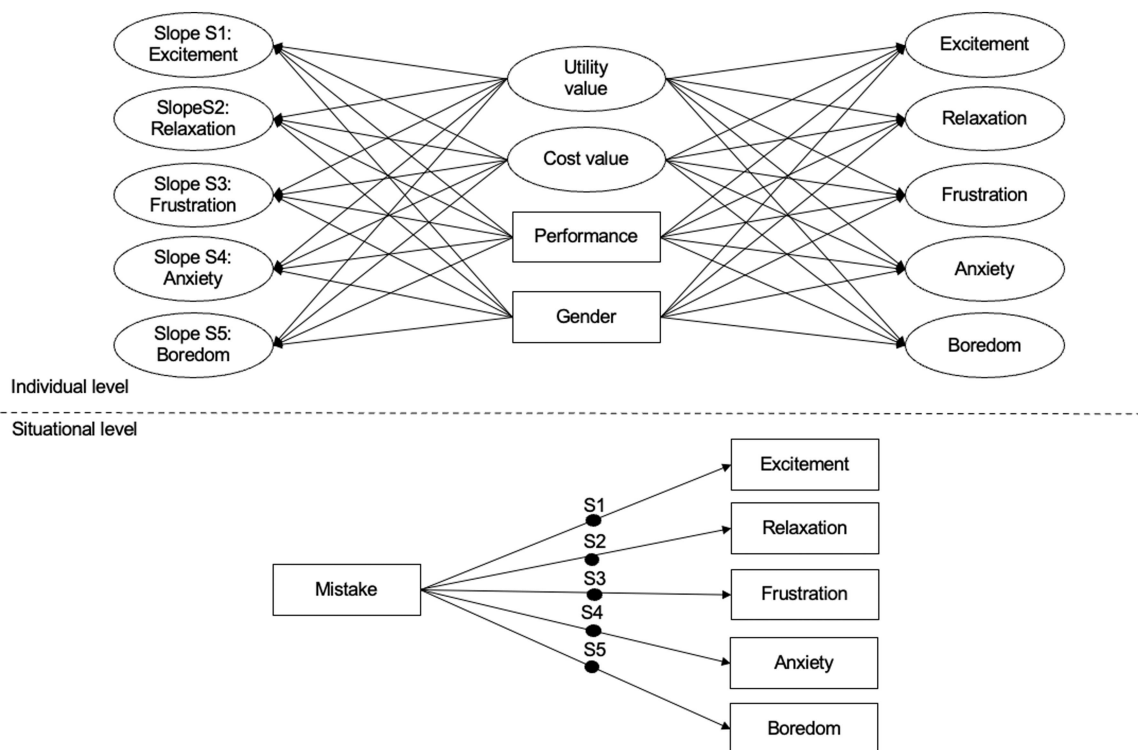 Slope S1:
Excitement
SlopeS2:
Relaxation
Slope S3:
Frustration
Slope S4:
Anxiety
Slope S5:
Boredom
Utility
value
Cost value
Performance
Gender
Excitement
Relaxation
Frustration
Anxiety
Boredom
Individual level
Situational level
Mistake
S1
S2
S3
S4
S5
Excitement
Relaxation
Frustration
Anxiety
Boredom